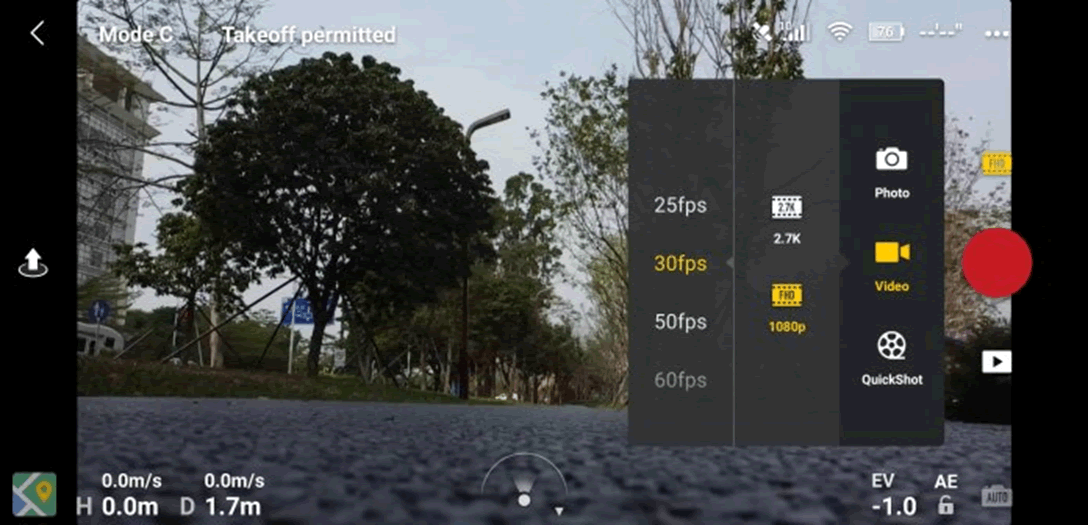 Mode C
Takeoff permitted
10
76
--'--"
25fps
30fps
50fps
60fps
2.7K
2.7K
FHD
1080p
Photo
Video
QuickShot
FHD
0.0m/s
0.0m/s
H 0.0m
D 1.7m
EV
-1.0
AE
AUTO